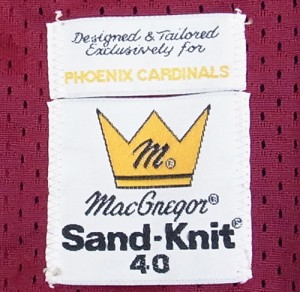 Designed & Tailored
Exclusively for
PHOENIX CARDINALS
M®
MacGregor®
Sand-Knit®
40